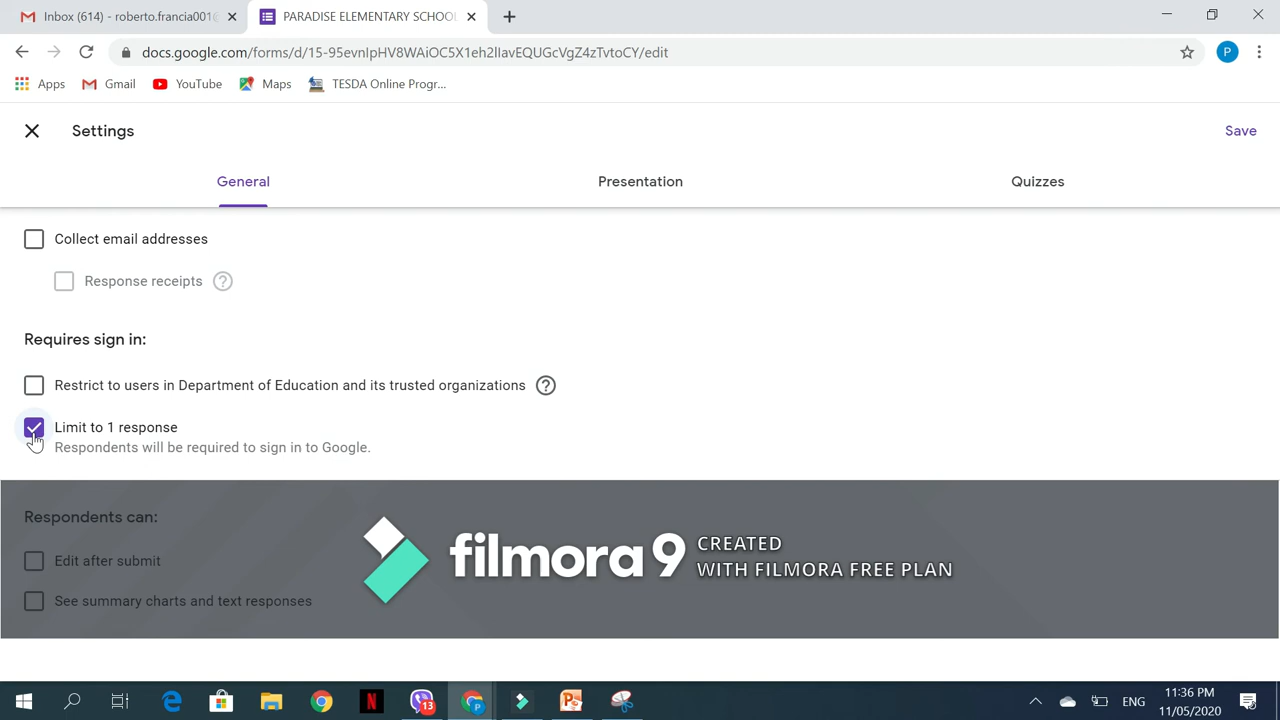 Inbox (614) - roberto.francia001@
PARADISE ELEMENTARY SCHOOL
docs.google.com/forms/d/15-95evnIpHV8WAiOC5X1eh2lIavEQUGcVgZ4zTvtoCY/edit
P
Apps
Gmail
YouTube
Maps
TESDA Online Progr...
Settings
Save
General
Presentation
Quizzes
Collect email addresses
Response receipts
Requires sign in:
Restrict to users in Department of Education and its trusted organizations
Limit to 1 response
Respondents will be required to sign in to Google.
Respondents can:
Edit after submit
See summary charts and text responses
filmora9
CREATED
WITH FILMORA FREE PLAN
13
P
ENG
11:36 PM
11/05/2020